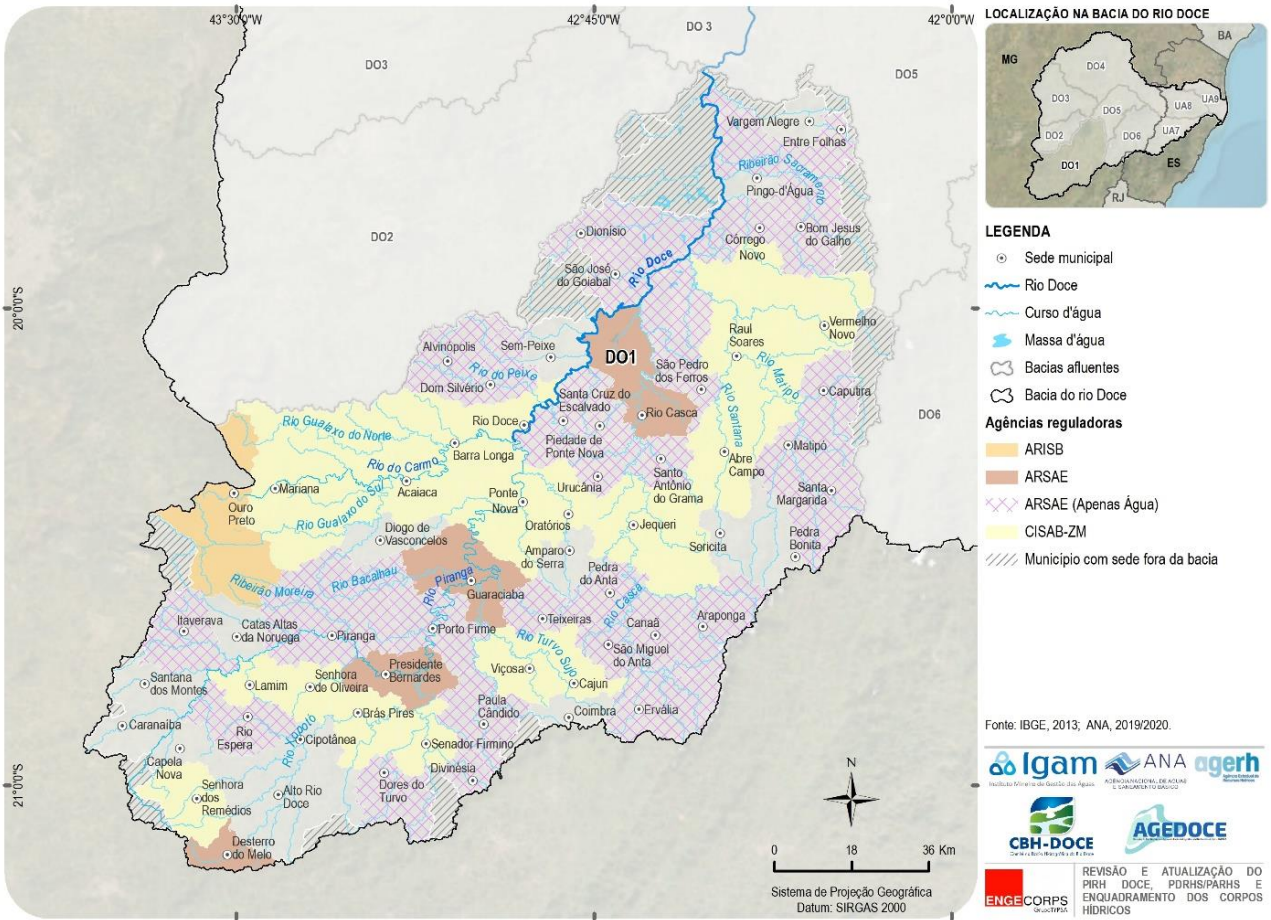 43°30'0"W
42°45'0"W
42°0'0"W
20°0'0"S
21°0'0"S
DO 3
DO3
DO5
DO2
DO6
DO1
Vargem Alegre
Entre Folhas
Ribeirão Sacramento
Pingo-d'Água
Dionísio
Córrego
Novo
Bom Jesus
do Galho
São José
do Goiabal
Rio Doce
Raul
Soares
Vermelho
Novo
Alvinópolis
Sem-Peixe
Rio do Peixe
Dom Silvério
São Pedro
dos Ferros
Rio Matipó
Caputira
Santa Cruz do
Escalvado
Rio Casca
Rio Santana
Rio Gualaxo do Norte
Rio Doce
Barra Longa
Piedade de
Ponte Nova
Matipó
Rio do Carmo
Abre
Campo
Mariana
Acaiaca
Urucânia
Santo
Antônio
do Grama
Santa
Margarida
Ouro
Preto
Rio Gualaxo do Sul
Ponte
Nova
Diogo de
Vasconcelos
Oratórios
Jequeri
Sericita
Pedra
Bonita
Amparo
do Serra
Pedra
do Anta
Ribeirão Moreira
Rio Bacalhau
Rio Piranga
Guaraciaba
Rio Casca
Itaverava
Catas Altas
da Noruega
Piranga
Porto Firme
Teixeiras
Canaã
Araponga
Rio Turvo Sujo
São Miguel
do Anta
Santana
dos Montes
Lamim
Senhora
de Oliveira
Presidente
Bernardes
Viçosa
Cajuri
Caranaíba
Rio
Espera
Rio Xopotó
Cipotânea
Brás Pires
Paula
Cândido
Coimbra
Ervália
Senador Firmino
Capela
Nova
Senhora
dos
Remédios
Alto Rio
Doce
Dores do
Turvo
Divinésia
Desterro
do Melo
N
0 18 36 Km
Sistema de Projeção Geográfica
Datum: SIRGAS 2000
LOCALIZAÇÃO NA BACIA DO RIO DOCE
BA
MG
DO4
DO3
DO5
UA8
UA9
DO2
DO6
UA7
DO1
ES
RJ
LEGENDA
Sede municipal
Rio Doce
Curso d'água
Massa d'água
Bacias afluentes
Bacia do rio Doce
Agências reguladoras
ARISB
ARSAE
ARSAE (Apenas Água)
CISAB-ZM
Município com sede fora da bacia
Fonte: IBGE, 2013; ANA, 2019/2020.
Igam
Instituto Mineiro de Gestão das Águas
ANA
AGÊNCIA NACIONAL DE ÁGUAS
E SANEAMENTO BÁSICO
agerh
CBH-DOCE
AGEDOCE
ENGECORPS
REVISÃO E ATUALIZAÇÃO DO
PIRH DOCE, PDRHS/PARHS E
ENQUADRAMENTO DOS CORPOS
HÍDRICOS